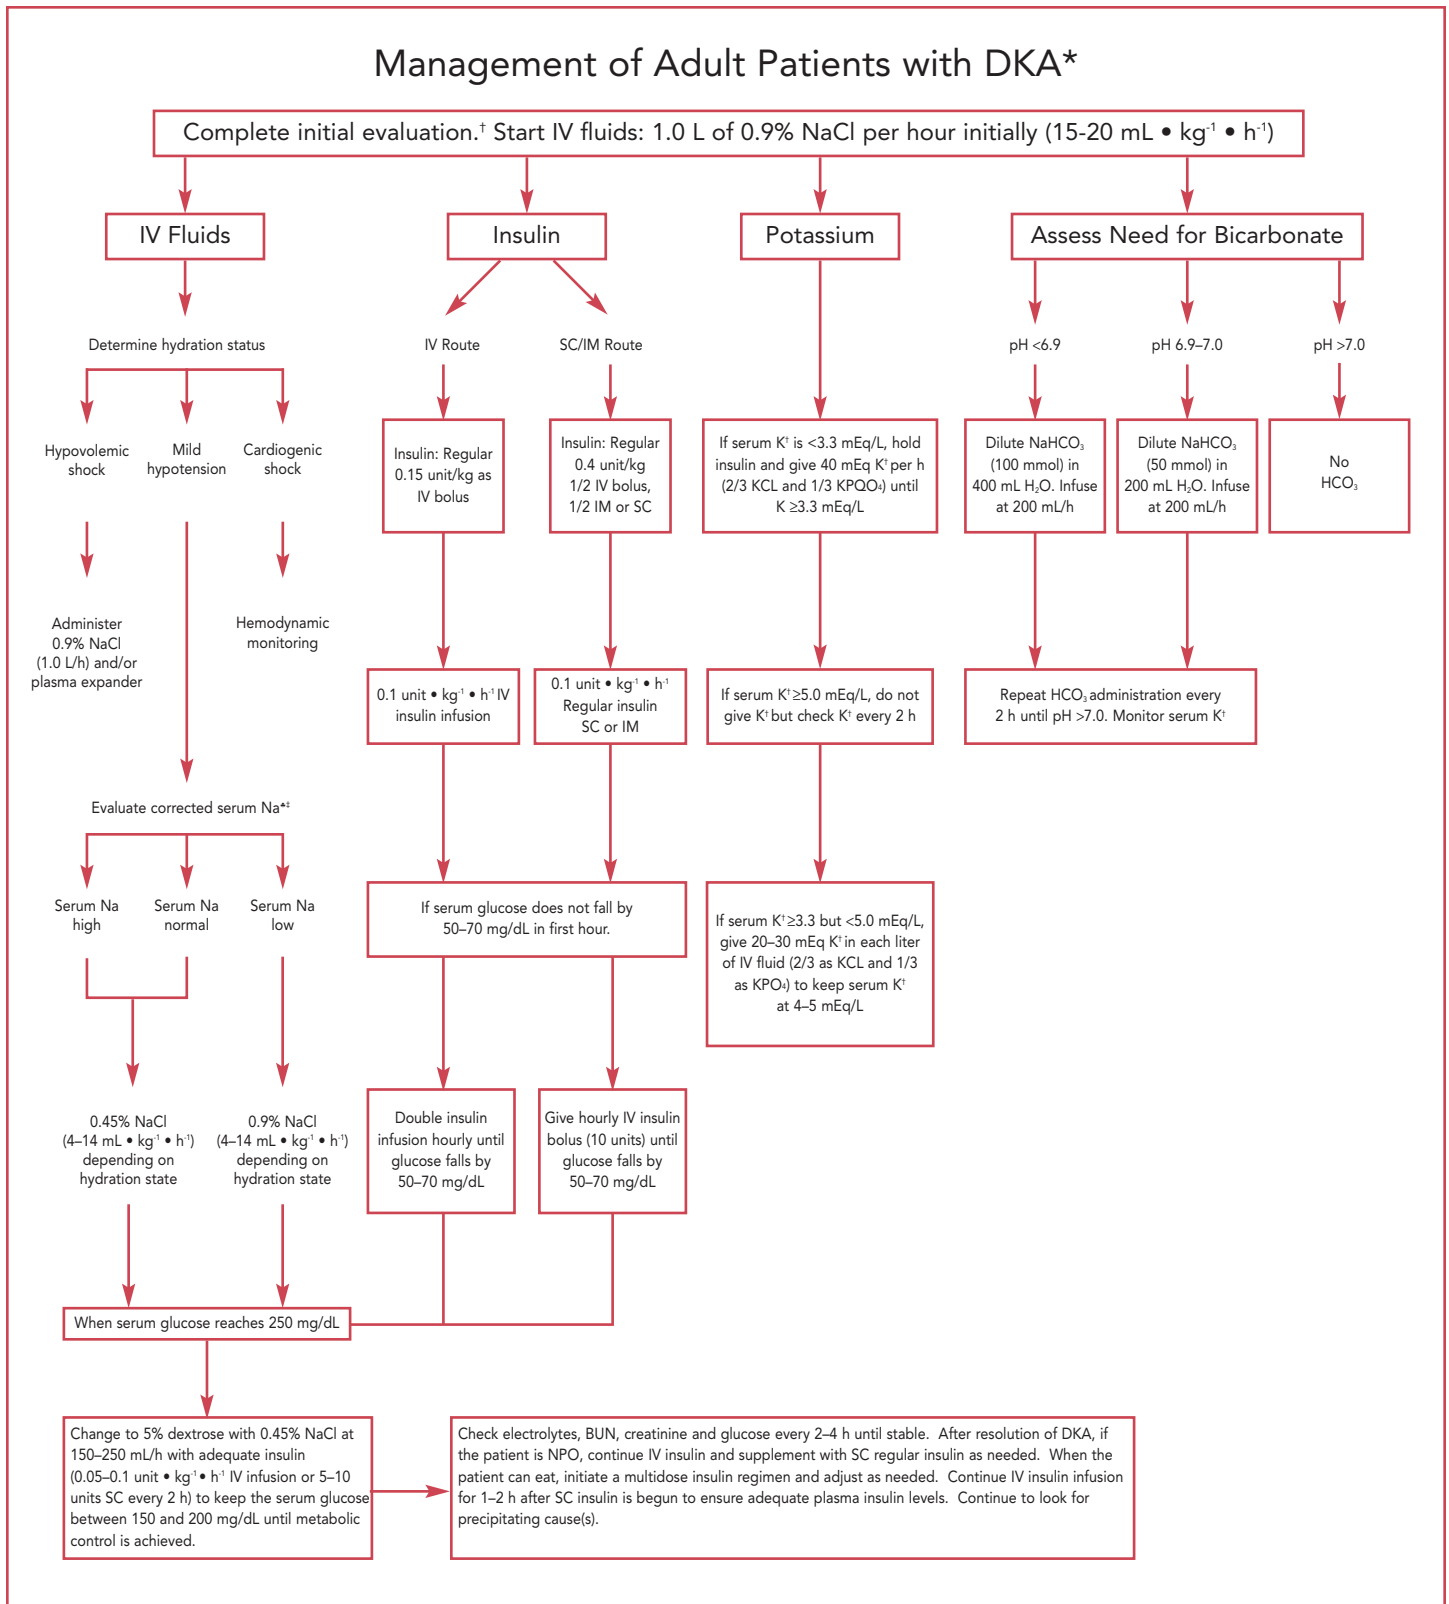 Management of Adult Patients with DKA*
Complete initial evaluation.† Start IV fluids: 1.0 L of 0.9% NaCl per hour initially (15-20 mL • kg-1 • h-1)
IV Fluids
Determine hydration status
Hypovolemic
shock
Mild
hypotension
Cardiogenic
shock
Administer
0.9% NaCl
(1.0 L/h) and/or
plasma expander
Hemodynamic
monitoring
Evaluate corrected serum Na▲‡
Serum Na
high
Serum Na
normal
Serum Na
low
0.45% NaCl
(4–14 mL • kg-1 • h-1)
depending on
hydration state
0.9% NaCl
(4–14 mL • kg-1 • h-1)
depending on
hydration state
Insulin
IV Route
SC/IM Route
Insulin: Regular
0.15 unit/kg as
IV bolus
Insulin: Regular
0.4 unit/kg
1/2 IV bolus,
1/2 IM or SC
0.1 unit • kg-1 • h-1 IV
insulin infusion
0.1 unit • kg-1 • h-1
Regular insulin
SC or IM
If serum glucose does not fall by
50–70 mg/dL in first hour.
Double insulin
infusion hourly until
glucose falls by
50–70 mg/dL
Give hourly IV insulin
bolus (10 units) until
glucose falls by
50–70 mg/dL
Potassium
If serum K† is <3.3 mEq/L, hold
insulin and give 40 mEq K† per h
(2/3 KCL and 1/3 KPQO4) until
K ≥3.3 mEq/L
If serum K† ≥5.0 mEq/L, do not
give K† but check K† every 2 h
If serum K† ≥3.3 but <5.0 mEq/L,
give 20–30 mEq K† in each liter
of IV fluid (2/3 as KCL and 1/3
as KPO4) to keep serum K†
at 4–5 mEq/L
Assess Need for Bicarbonate
pH <6.9
pH 6.9–7.0
pH >7.0
Dilute NaHCO3
(100 mmol) in
400 mL H2O. Infuse
at 200 mL/h
Dilute NaHCO3
(50 mmol) in
200 mL H2O. Infuse
at 200 mL/h
No
HCO3
Repeat HCO3 administration every
2 h until pH >7.0. Monitor serum K†
When serum glucose reaches 250 mg/dL
Change to 5% dextrose with 0.45% NaCl at
150–250 mL/h with adequate insulin
(0.05–0.1 unit • kg-1 • h-1 IV infusion or 5–10
units SC every 2 h) to keep the serum glucose
between 150 and 200 mg/dL until metabolic
control is achieved.
Check electrolytes, BUN, creatinine and glucose every 2–4 h until stable. After resolution of DKA, if
the patient is NPO, continue IV insulin and supplement with SC regular insulin as needed. When the
patient can eat, initiate a multidose insulin regimen and adjust as needed. Continue IV insulin infusion
for 1–2 h after SC insulin is begun to ensure adequate plasma insulin levels. Continue to look for
precipitating cause(s).